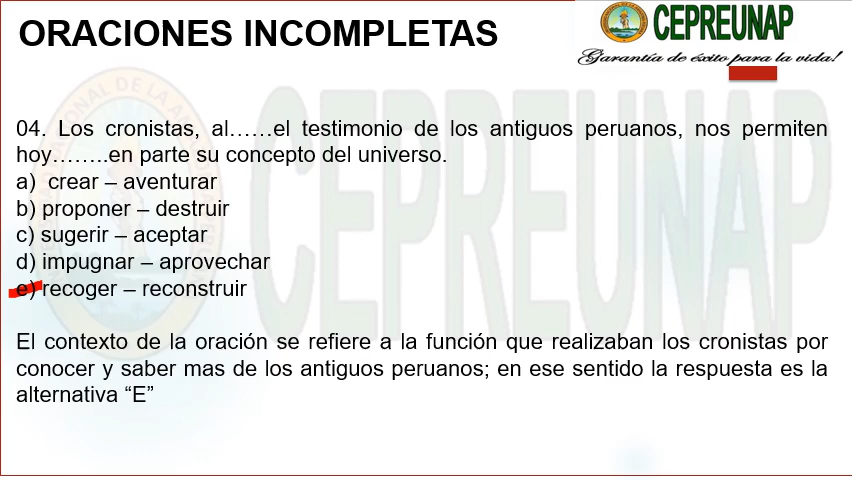 ORACIONES INCOMPLETAS
CEPREUNAP
Garantía de éxito para la vida!
04. Los cronistas, al……el testimonio de los antiguos peruanos, nos permiten
hoy……..en parte su concepto del universo.
a) crear – aventurar
b) proponer – destruir
c) sugerir – aceptar
d) impugnar – aprovechar
e) recoger – reconstruir
El contexto de la oración se refiere a la función que realizaban los cronistas por
conocer y saber mas de los antiguos peruanos; en ese sentido la respuesta es la
alternativa “E”
CEPREUNAP